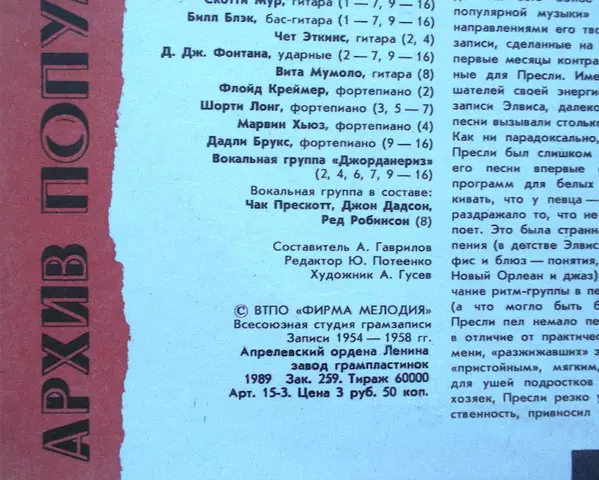 АРХИВ ПОПУ
Скотти Мур, гитара (1 — 7, 9 — 16)
Билл Блэк, бас-гитара (1 — 7, 9 — 16)
Чет Эткинс, гитара (2, 4)
Д. Дж. Фонтана, ударные (2 — 7, 9 — 16)
Вита Мумоло, гитара (8)
Флойд Креймер, фортепиано (2)
Шорти Лонг, фортепиано (3, 5 — 7)
Марвин Хьюз, фортепиано (4)
Дадли Брукс, фортепиано (9 — 16)
Вокальная группа «Джорданериз»
(2, 4, 6, 7, 9 — 16)
Вокальная группа в составе:
Чак Прескотт, Джон Дадсон,
Ред Робинсон (8)
Составитель А. Гаврилов
Редактор Ю. Потеенко
Художник А. Гусев
© ВТПО «ФИРМА МЕЛОДИЯ»
Всесоюзная студия грамзаписи
Записи 1954 — 1958 гг.
Апрелевский ордена Ленина
завод грампластинок
1989 Зак. 259. Тираж 60000
Арт. 15-3. Цена 3 руб. 50 коп.
популярной музыки»
направлениями его тво
записи, сделанные на
первые месяцы контра
ные для Пресли. Име
шателей своей энерги
записи Элвиса, далеко
песни вызывали столько
Как ни парадоксально,
Пресли был слишком
его песни впервые
программ для белых
кивать, что у певца —
раздражало то, что не
поет. Это была странн
пения (в детстве Элвис
фис и блюз — понятия,
Новый Орлеан и джаз)
чание ритм-группы в пе
(а что могло быть б
Пресли пел немало пе
в отличие от практичес
мени, «разжижавших» з
«пристойным», мягким,
для ушей подростков
хозяек, Пресли резко у
ственность, привносил